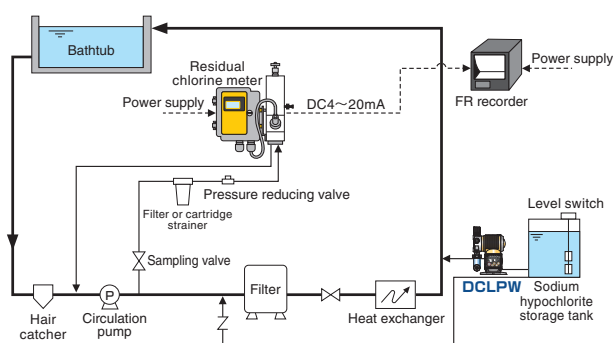 Bathtub
Residual
chlorine meter
Power supply
DC4～20mA
Power supply
FR recorder
Pressure reducing valve
Filter or cartridge
strainer
Level switch
Sampling valve
P
Filter
DCLPW
Sodium
hypochlorite
storage tank
Hair
catcher
Circulation
pump
Heat exchanger